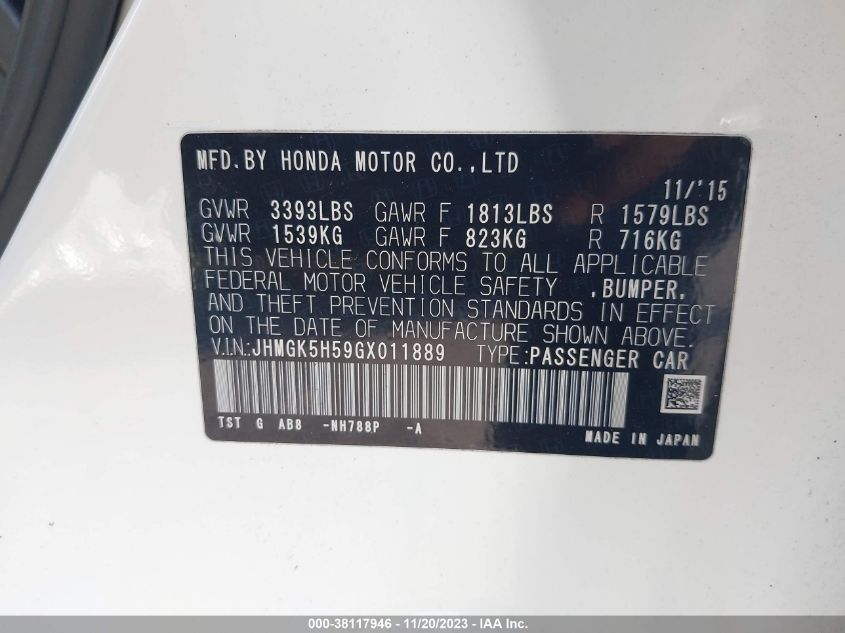 MFD.BY HONDA MOTOR CO.,LTD
11/'15
GVWR 3393LBS GAWR F 1813LBS R 1579LBS
GVWR 1539KG GAWR F 823KG R 716KG
THIS VEHICLE CONFORMS TO ALL APPLICABLE
FEDERAL MOTOR VEHICLE SAFETY ,BUMPER,
AND THEFT PREVENTION STANDARDS IN EFFECT
ON THE DATE OF MANUFACTURE SHOWN ABOVE.
V.I.N.:JHMGK5H59GX011889 TYPE:PASSENGER CAR
TST G AB8 -NH788P -A
MADE IN JAPAN
000-38117946 - 11/20/2023 - IAA Inc.